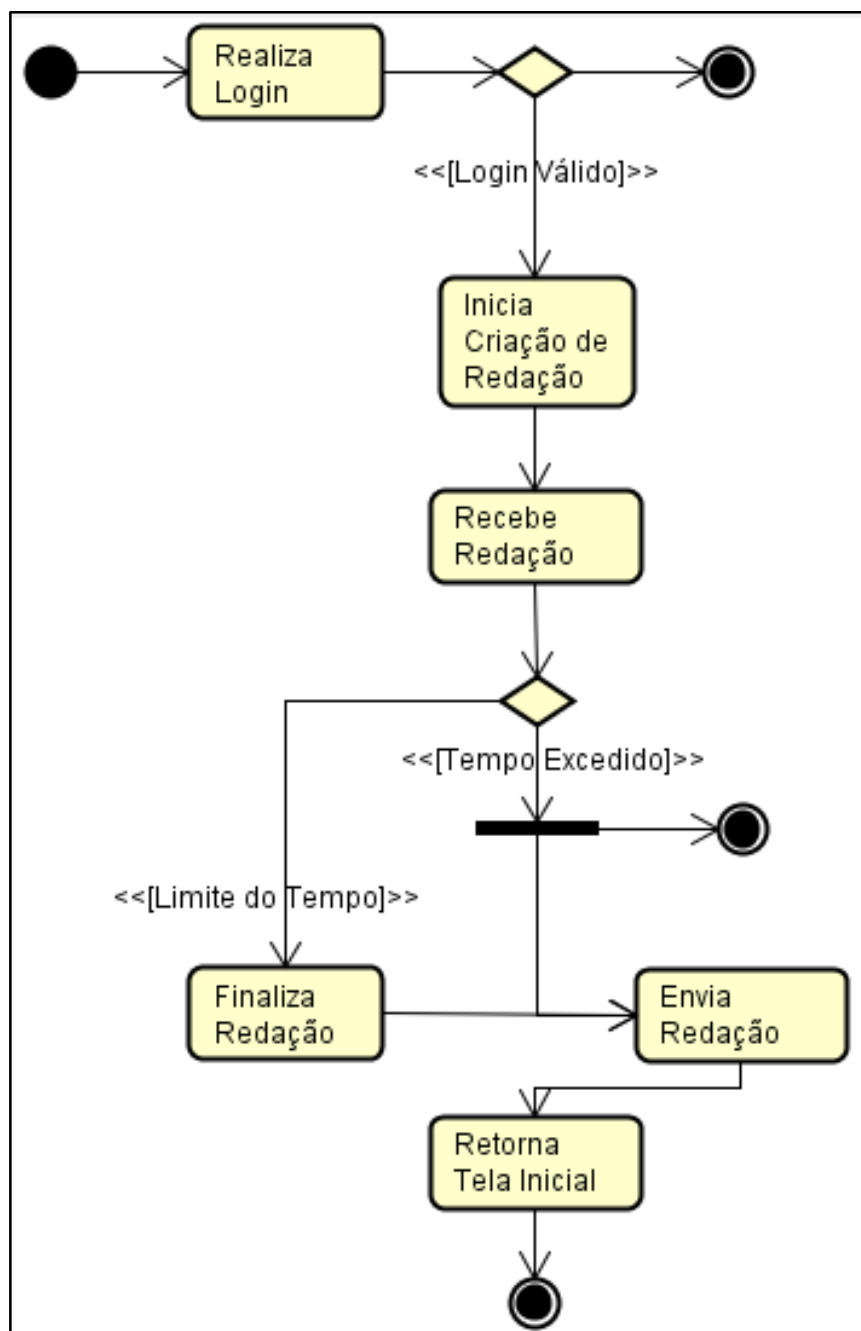 Realiza
Login
<<[Login Válido]>>
Inicia
Criação de
Redação
Recebe
Redação
<<[Tempo Excedido]>>
<<[Limite do Tempo]>>
Finaliza
Redação
Envia
Redação
Retorna
Tela Inicial